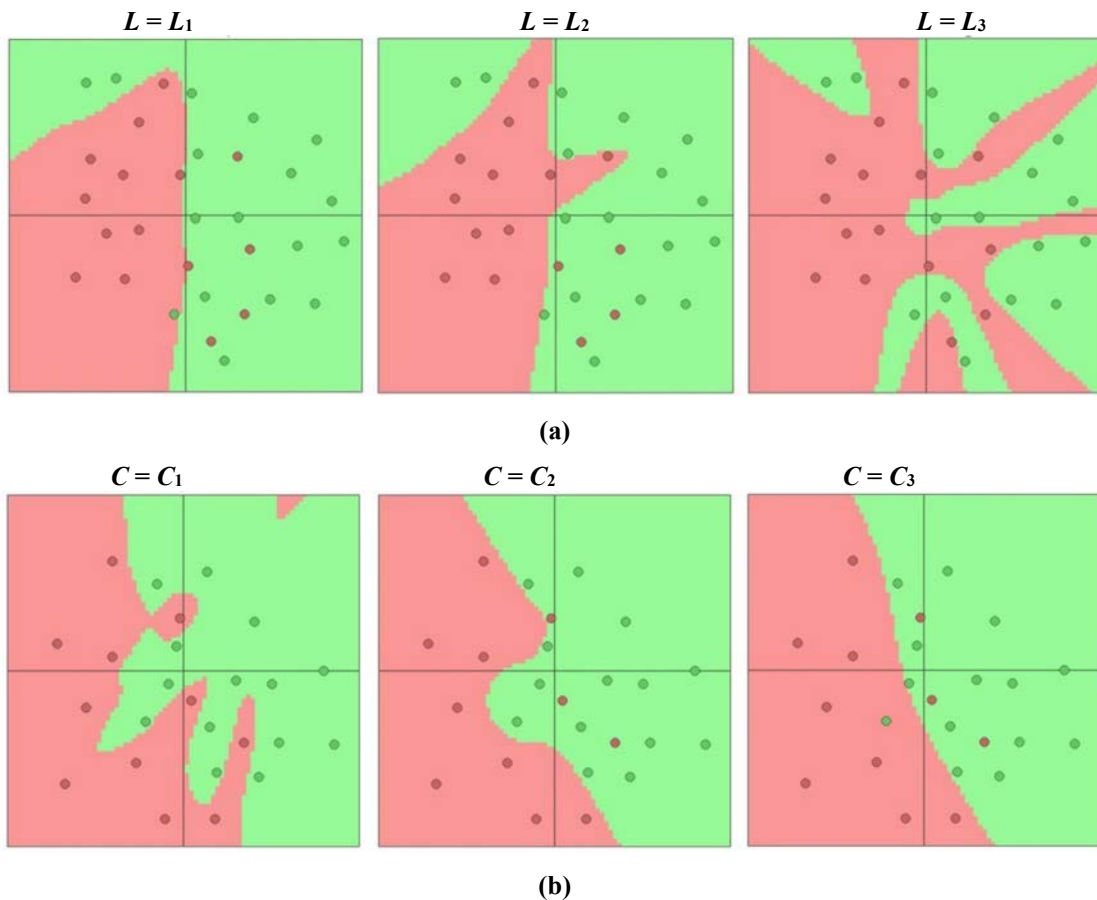 L = L1 L = L2 L = L3
(a)
C = C1 C = C2 C = C3
(b)